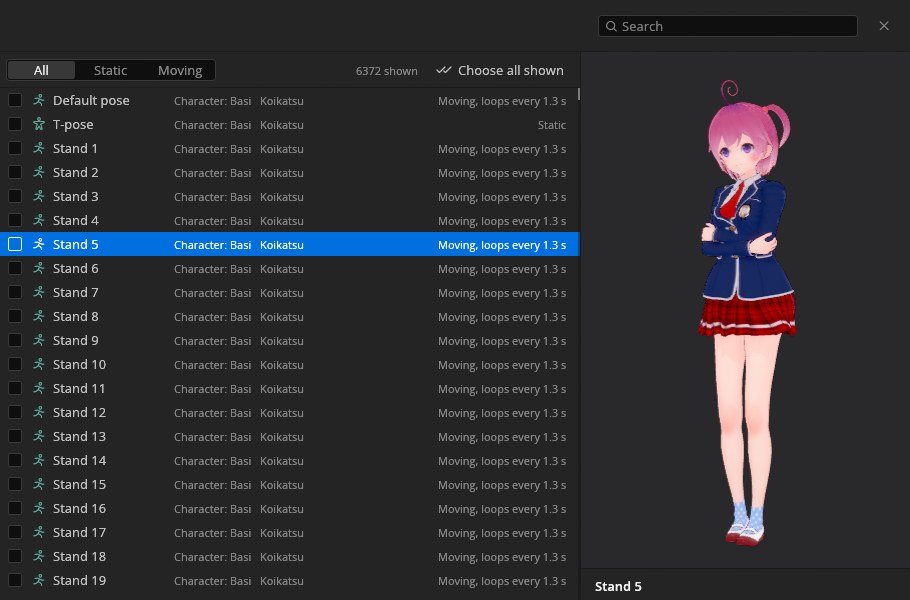 Search
All Static Moving 6372 shown Choose all shown
Default pose Character: Basi Koikatsu Moving, loops every 1.3 s
T-pose Character: Basi Koikatsu Static
Stand 1 Character: Basi Koikatsu Moving, loops every 1.3 s
Stand 2 Character: Basi Koikatsu Moving, loops every 1.3 s
Stand 3 Character: Basi Koikatsu Moving, loops every 1.3 s
Stand 4 Character: Basi Koikatsu Moving, loops every 1.3 s
Stand 5 Character: Basi Koikatsu Moving, loops every 1.3 s
Stand 6 Character: Basi Koikatsu Moving, loops every 1.3 s
Stand 7 Character: Basi Koikatsu Moving, loops every 1.3 s
Stand 8 Character: Basi Koikatsu Moving, loops every 1.3 s
Stand 9 Character: Basi Koikatsu Moving, loops every 1.3 s
Stand 10 Character: Basi Koikatsu Moving, loops every 1.3 s
Stand 11 Character: Basi Koikatsu Moving, loops every 1.3 s
Stand 12 Character: Basi Koikatsu Moving, loops every 1.3 s
Stand 13 Character: Basi Koikatsu Moving, loops every 1.3 s
Stand 14 Character: Basi Koikatsu Moving, loops every 1.3 s
Stand 15 Character: Basi Koikatsu Moving, loops every 1.3 s
Stand 16 Character: Basi Koikatsu Moving, loops every 1.3 s
Stand 17 Character: Basi Koikatsu Moving, loops every 1.3 s
Stand 18 Character: Basi Koikatsu Moving, loops every 1.3 s
Stand 19 Character: Basi Koikatsu Moving, loops every 1.3 s
Stand 5